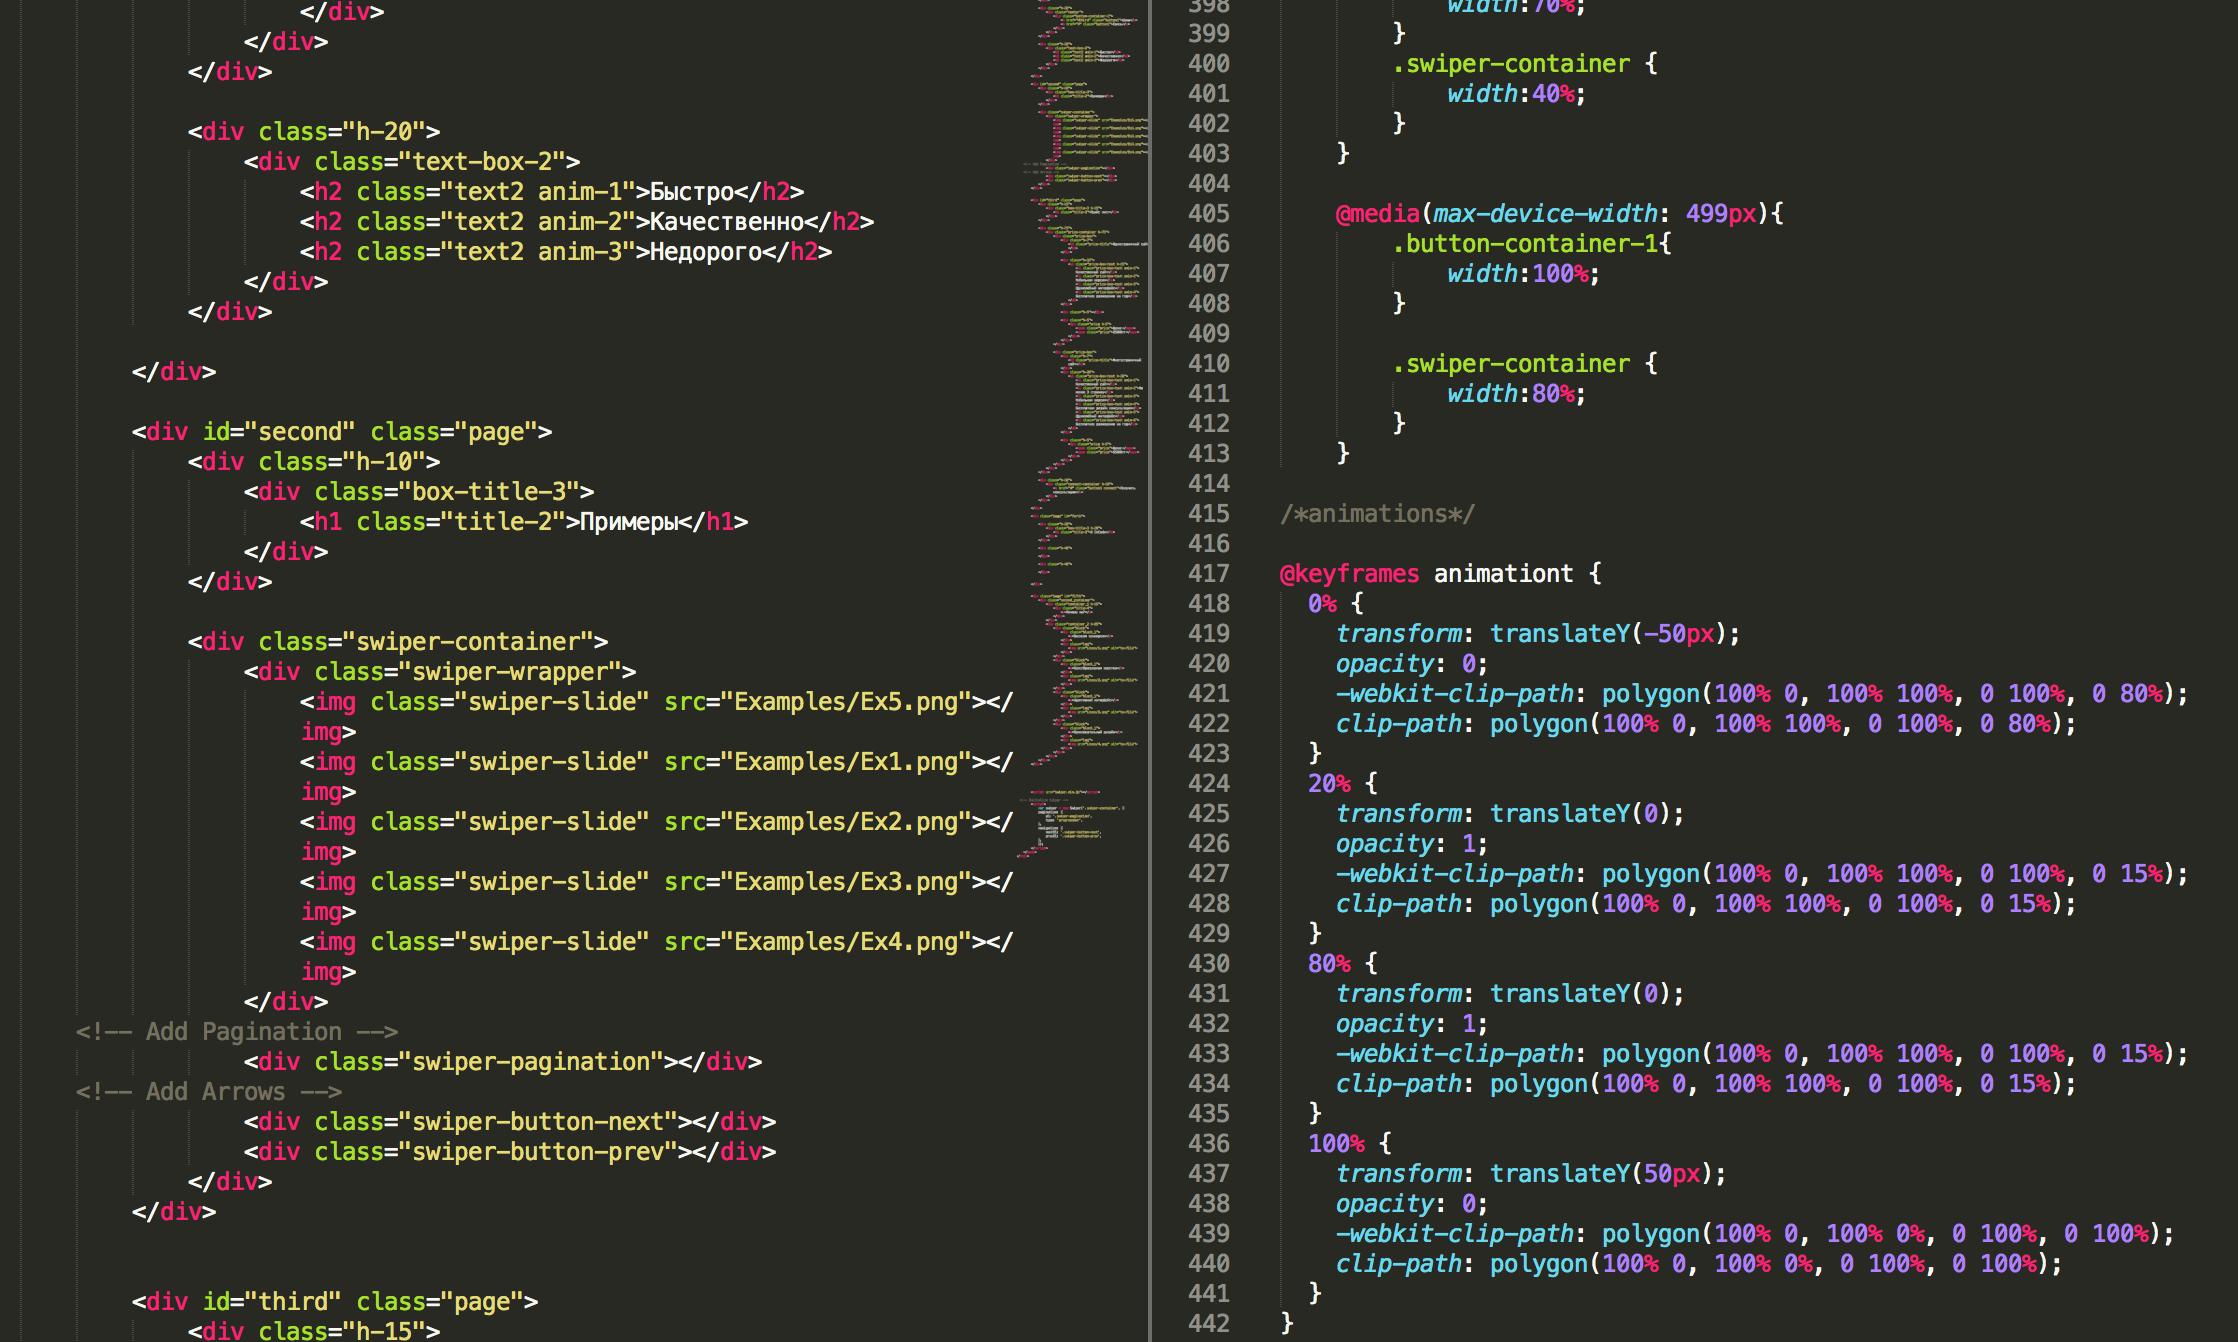 </div>
</div>
</div>
<div class="h-20">
<div class="text-box-2">
<h2 class="text2 anim-1">Быстро</h2>
<h2 class="text2 anim-2">Качественно</h2>
<h2 class="text2 anim-3">Недорого</h2>
</div>
</div>
</div>
<div id="second" class="page">
<div class="h-10">
<div class="box-title-3">
<h1 class="title-2">Примеры</h1>
</div>
</div>
<div class="swiper-container">
<div class="swiper-wrapper">
<img class="swiper-slide" src="Examples/Ex5.png"></
img>
<img class="swiper-slide" src="Examples/Ex1.png"></
img>
<img class="swiper-slide" src="Examples/Ex2.png"></
img>
<img class="swiper-slide" src="Examples/Ex3.png"></
img>
<img class="swiper-slide" src="Examples/Ex4.png"></
img>
</div>
<!-- Add Pagination -->
<div class="swiper-pagination"></div>
<!-- Add Arrows -->
<div class="swiper-button-next"></div>
<div class="swiper-button-prev"></div>
</div>
</div>
<div id="third" class="page">
<div class="h-15">
398 width:70%;
399 }
400 .swiper-container {
401 width:40%;
402 }
403 }
404
405 @media(max-device-width: 499px){
406 .button-container-1{
407 width:100%;
408 }
409
410 .swiper-container {
411 width:80%;
412 }
413 }
414
415 /*animations*/
416
417 @keyframes animationt {
418 0% {
419 transform: translateY(-50px);
420 opacity: 0;
421 -webkit-clip-path: polygon(100% 0, 100% 100%, 0 100%, 0 80%);
422 clip-path: polygon(100% 0, 100% 100%, 0 100%, 0 80%);
423 }
424 20% {
425 transform: translateY(0);
426 opacity: 1;
427 -webkit-clip-path: polygon(100% 0, 100% 100%, 0 100%, 0 15%);
428 clip-path: polygon(100% 0, 100% 100%, 0 100%, 0 15%);
429 }
430 80% {
431 transform: translateY(0);
432 opacity: 1;
433 -webkit-clip-path: polygon(100% 0, 100% 100%, 0 100%, 0 15%);
434 clip-path: polygon(100% 0, 100% 100%, 0 100%, 0 15%);
435 }
436 100% {
437 transform: translateY(50px);
438 opacity: 0;
439 -webkit-clip-path: polygon(100% 0, 100% 0%, 0 100%, 0 100%);
440 clip-path: polygon(100% 0, 100% 0%, 0 100%, 0 100%);
441 }
442 }